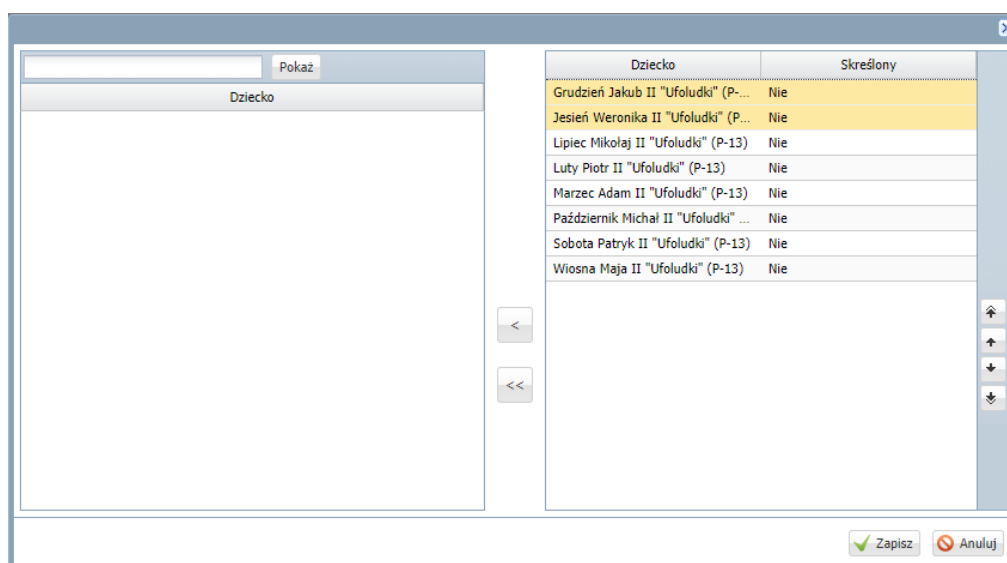 Pokaż
Dziecko
<
<<
Dziecko Skreślony
Grudzień Jakub II "Ufoludki" (P-... Nie
Jesień Weronika II "Ufoludki" (P... Nie
Lipiec Mikołaj II "Ufoludki" (P-13) Nie
Luty Piotr II "Ufoludki" (P-13) Nie
Marzec Adam II "Ufoludki" (P-13) Nie
Październik Michał II "Ufoludki" ... Nie
Sobota Patryk II "Ufoludki" (P-13) Nie
Wiosna Maja II "Ufoludki" (P-13) Nie
Zapisz Anuluj